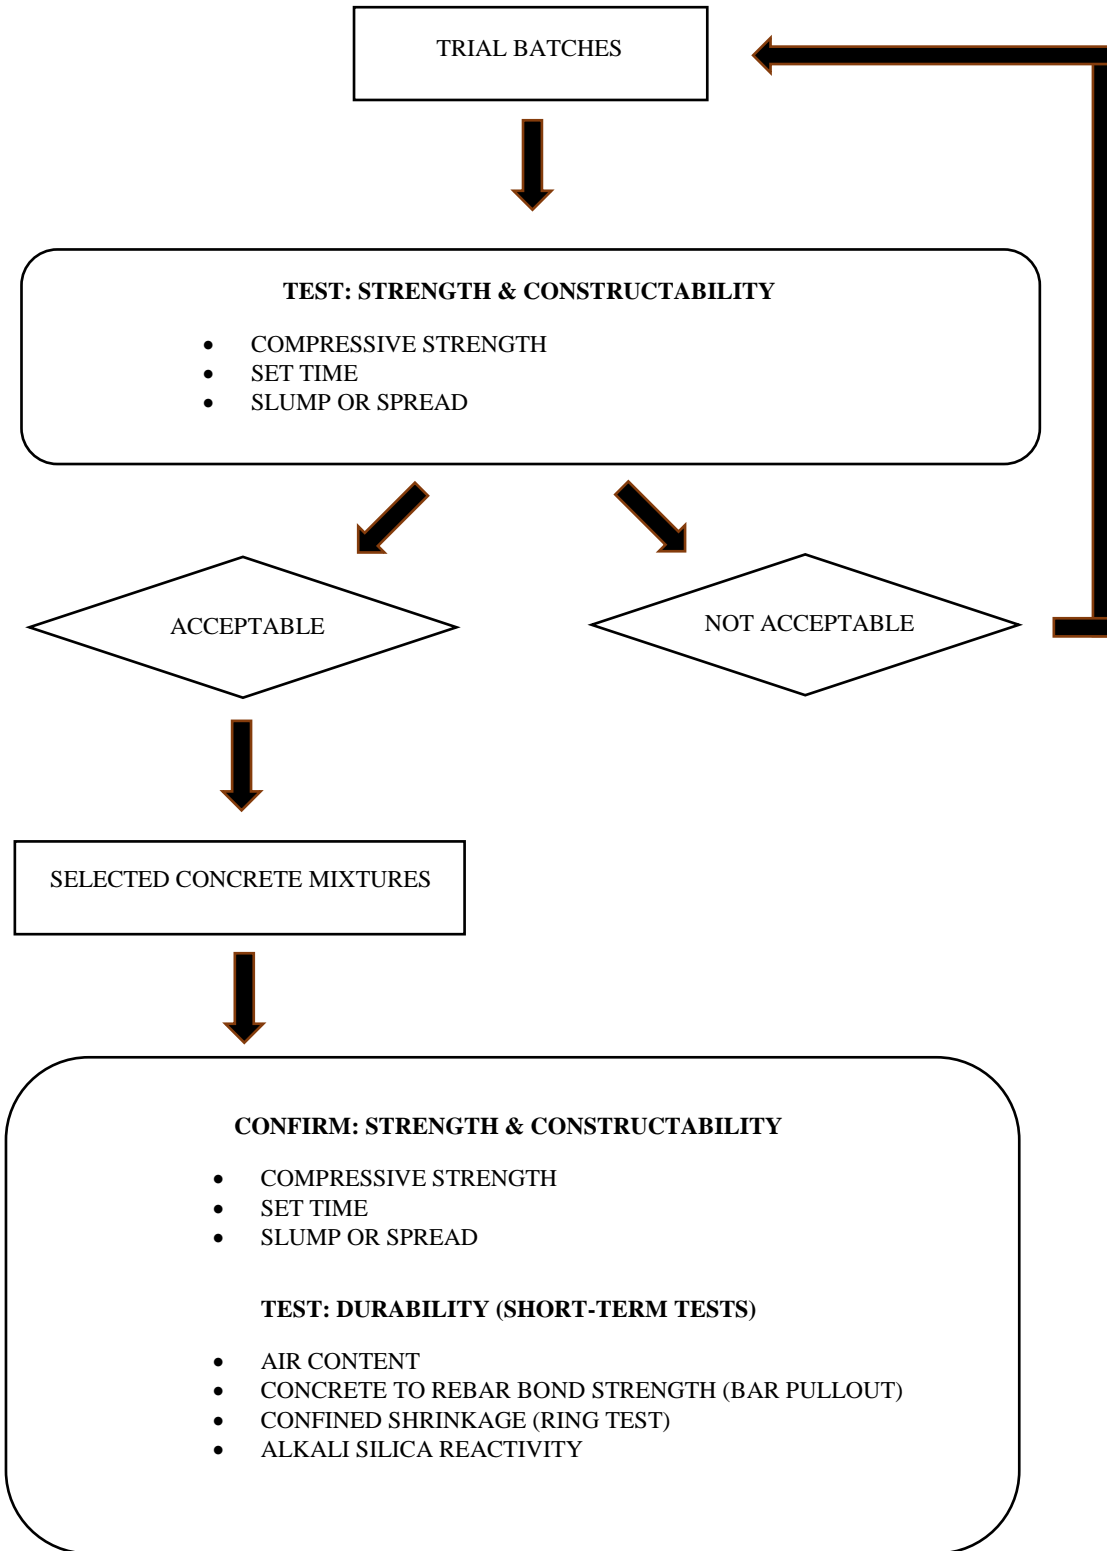 TRIAL BATCHES
TEST: STRENGTH & CONSTRUCTABILITY
• COMPRESSIVE STRENGTH
• SET TIME
• SLUMP OR SPREAD
ACCEPTABLE
NOT ACCEPTABLE
SELECTED CONCRETE MIXTURES
CONFIRM: STRENGTH & CONSTRUCTABILITY
• COMPRESSIVE STRENGTH
• SET TIME
• SLUMP OR SPREAD
TEST: DURABILITY (SHORT-TERM TESTS)
• AIR CONTENT
• CONCRETE TO REBAR BOND STRENGTH (BAR PULLOUT)
• CONFINED SHRINKAGE (RING TEST)
• ALKALI SILICA REACTIVITY